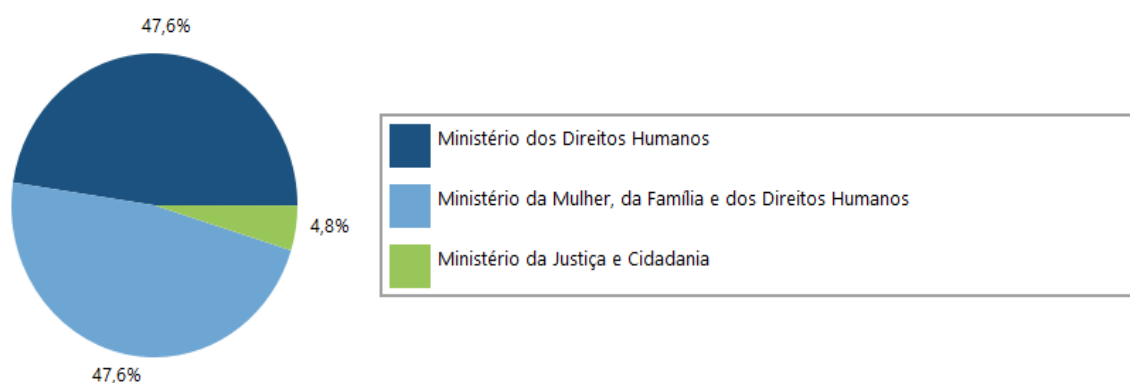 47,6%
Ministério dos Direitos Humanos
Ministério da Mulher, da Família e dos Direitos Humanos
4,8%
Ministério da Justiça e Cidadania
47,6%